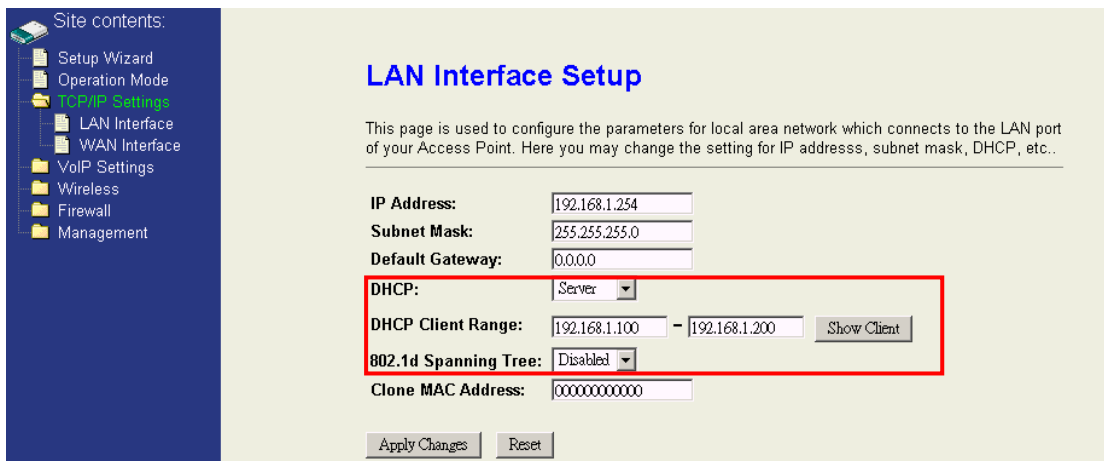 Site contents:
Setup Wizard
Operation Mode
TCP/IP Settings
LAN Interface
WAN Interface
VoIP Settings
Wireless
Firewall
Management
LAN Interface Setup
This page is used to configure the parameters for local area network which connects to the LAN port
of your Access Point. Here you may change the setting for IP addresss, subnet mask, DHCP, etc..
IP Address: 192.168.1.254
Subnet Mask: 255.255.255.0
Default Gateway: 0.0.0.0
DHCP: Server
DHCP Client Range: 192.168.1.100 – 192.168.1.200 Show Client
802.1d Spanning Tree: Disabled
Clone MAC Address: 000000000000
Apply Changes Reset